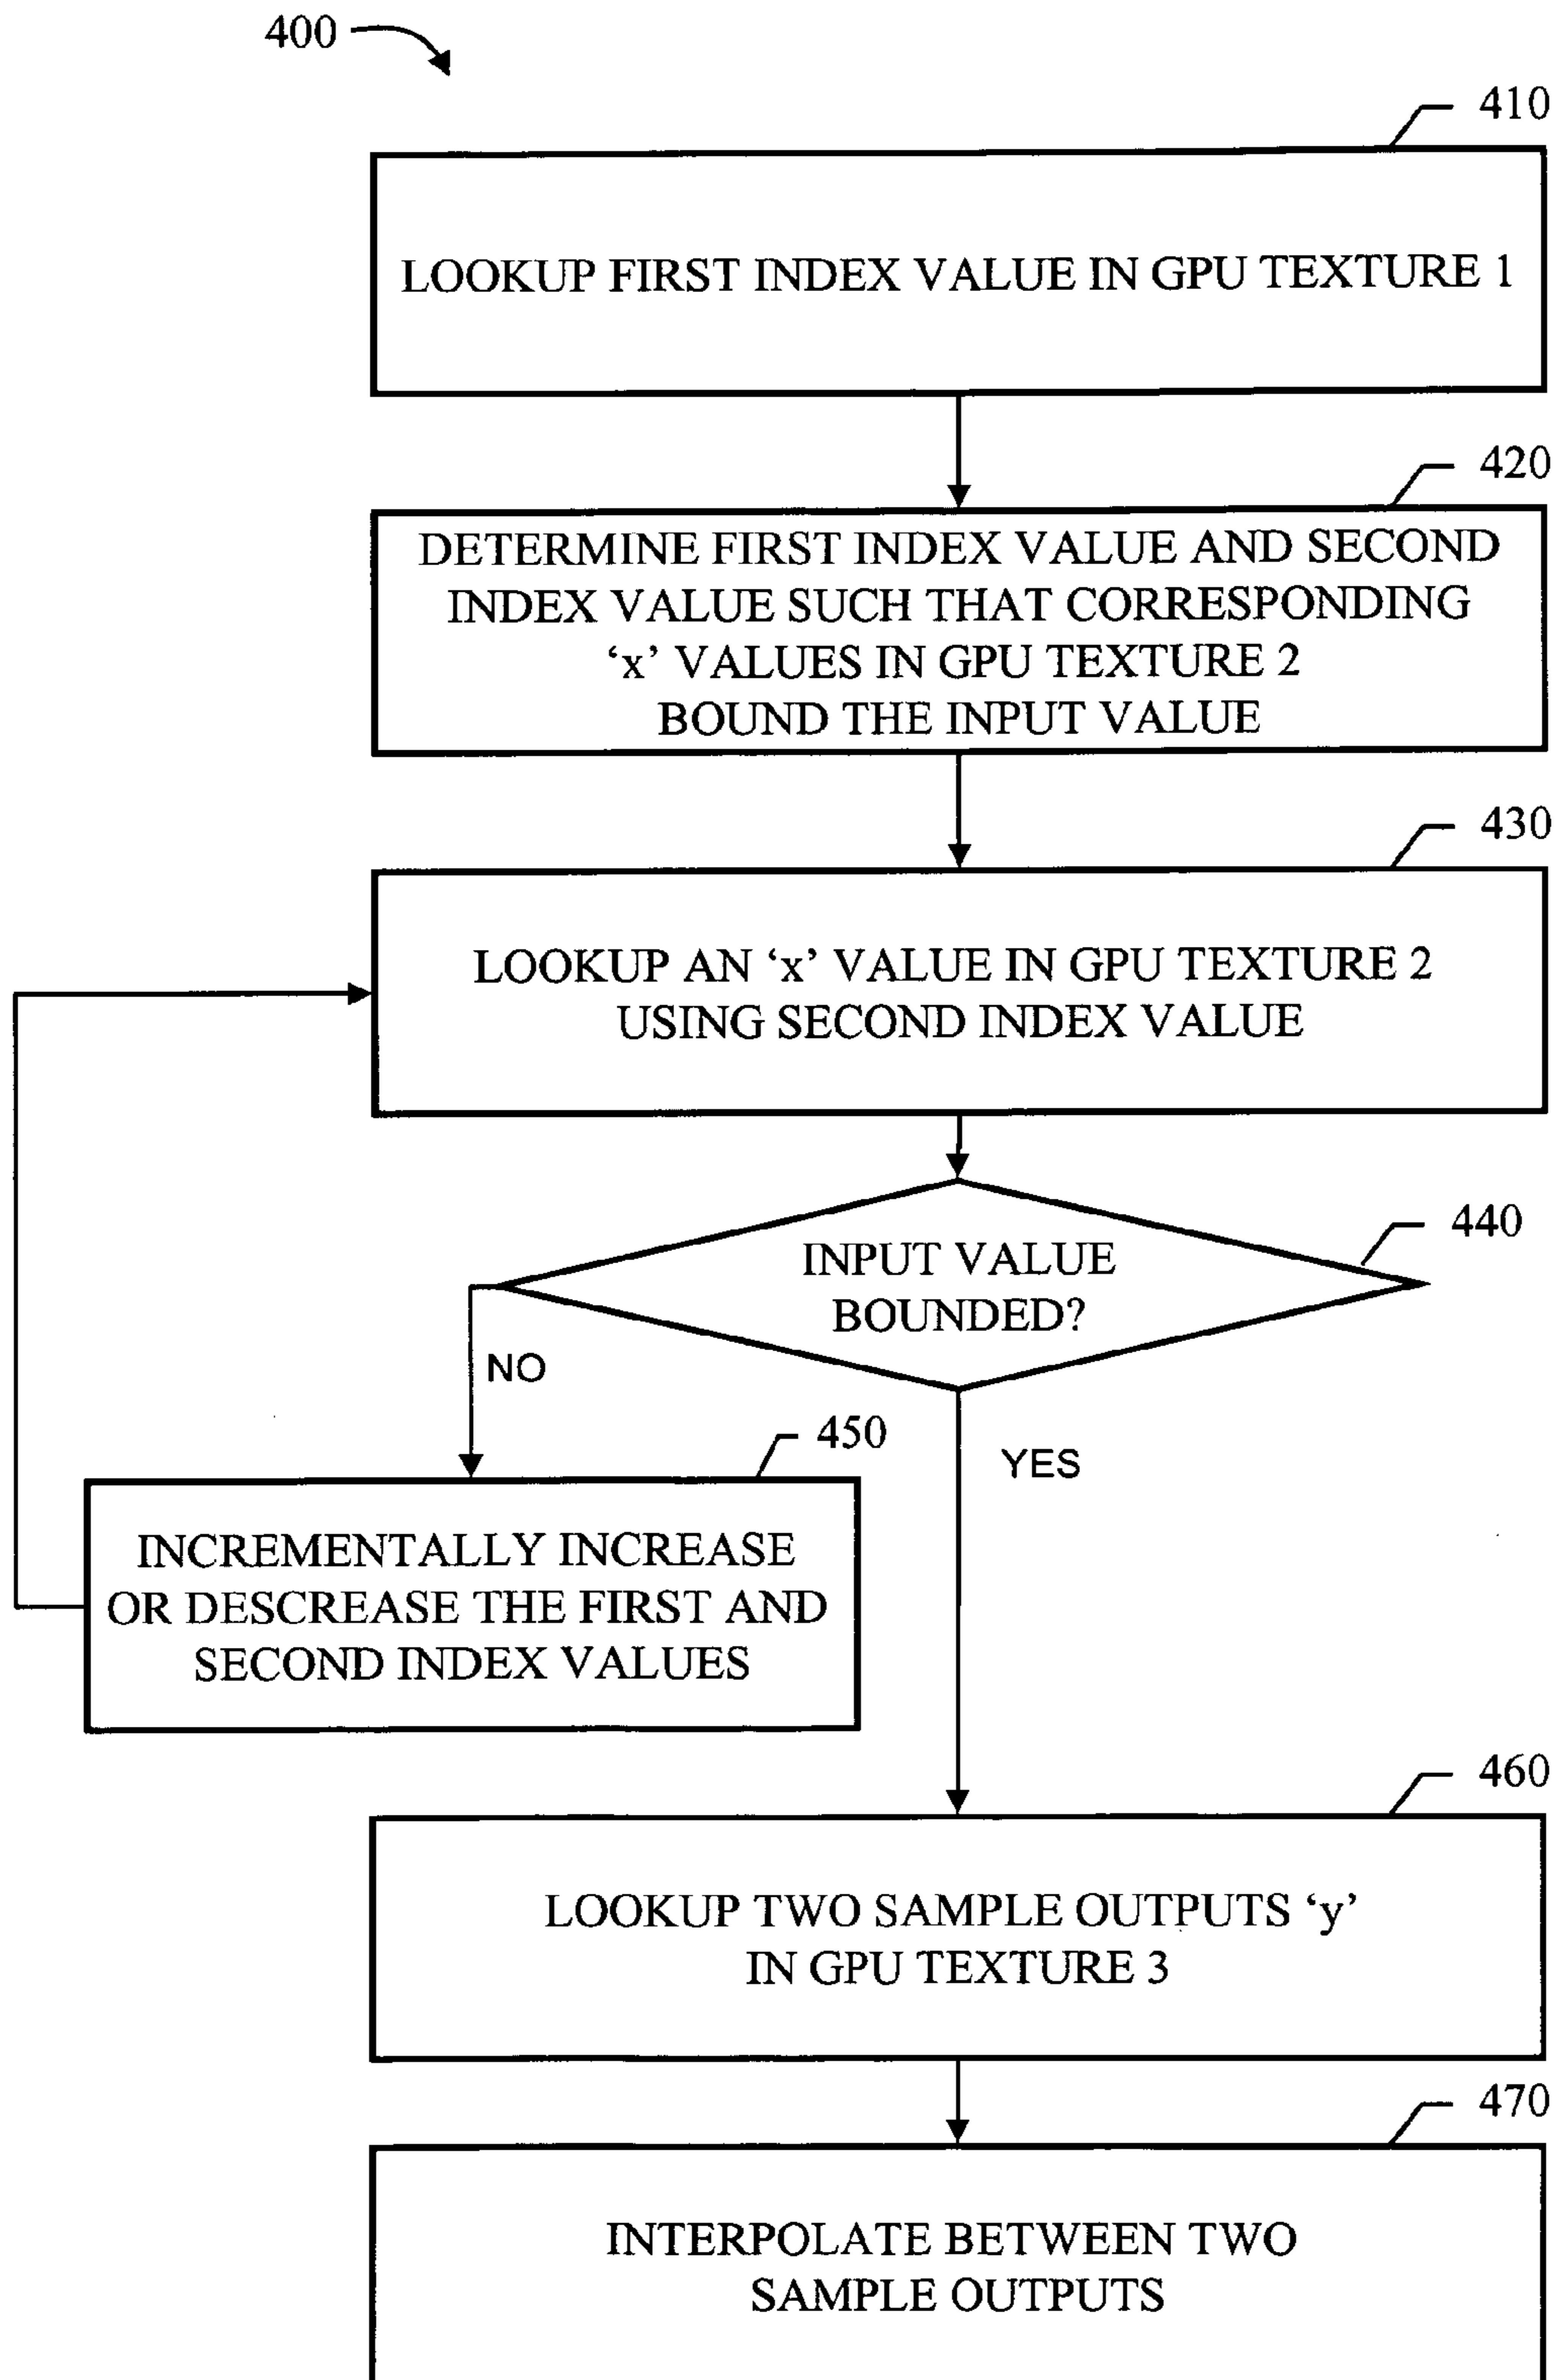 400
410
LOOKUP FIRST INDEX VALUE IN GPU TEXTURE 1
420
DETERMINE FIRST INDEX VALUE AND SECOND
INDEX VALUE SUCH THAT CORRESPONDING
‘x’ VALUES IN GPU TEXTURE 2
BOUND THE INPUT VALUE
430
LOOKUP AN ‘x’ VALUE IN GPU TEXTURE 2
USING SECOND INDEX VALUE
440
INPUT VALUE
BOUNDED?
NO
YES
450
INCREMENTALLY INCREASE
OR DESCREASE THE FIRST AND
SECOND INDEX VALUES
460
LOOKUP TWO SAMPLE OUTPUTS ‘y’
IN GPU TEXTURE 3
470
INTERPOLATE BETWEEN TWO
SAMPLE OUTPUTS